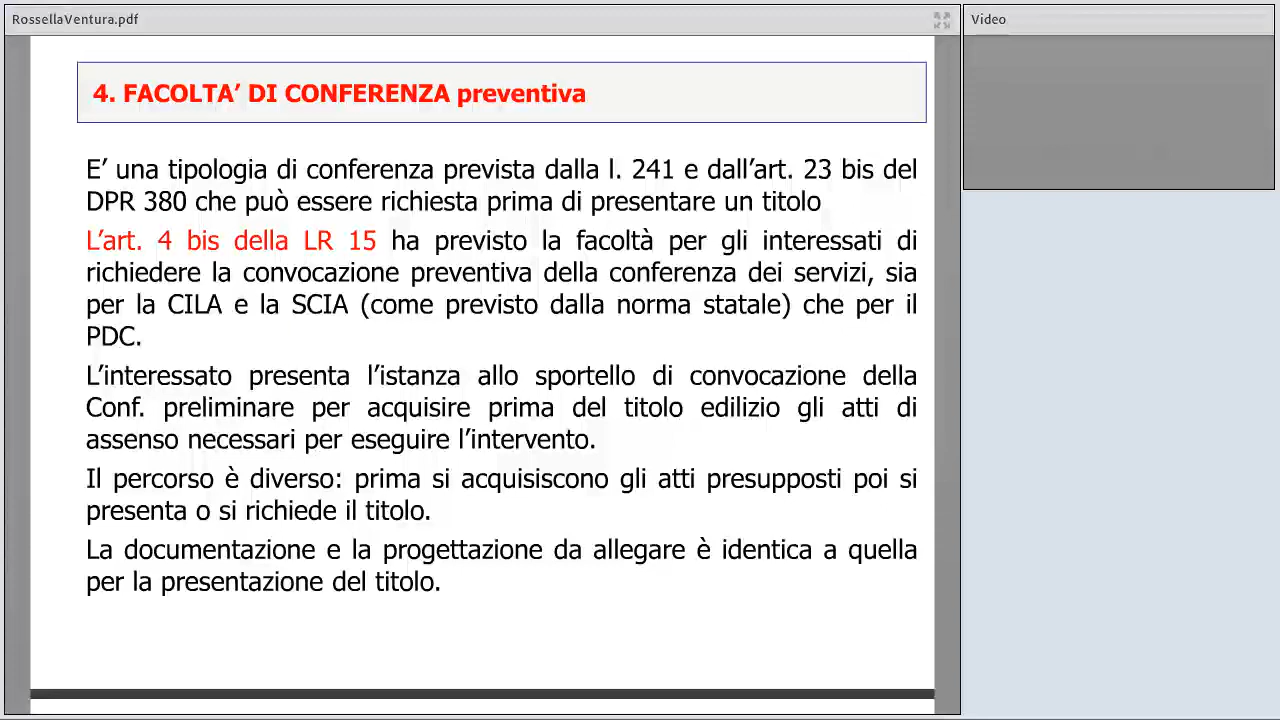 RossellaVentura.pdf
Video
4. FACOLTA’ DI CONFERENZA preventiva
E’ una tipologia di conferenza prevista dalla l. 241 e dall’art. 23 bis del
DPR 380 che può essere richiesta prima di presentare un titolo
L’art. 4 bis della LR 15 ha previsto la facoltà per gli interessati di
richiedere la convocazione preventiva della conferenza dei servizi, sia
per la CILA e la SCIA (come previsto dalla norma statale) che per il
PDC.
L’interessato presenta l’istanza allo sportello di convocazione della
Conf. preliminare per acquisire prima del titolo edilizio gli atti di
assenso necessari per eseguire l’intervento.
Il percorso è diverso: prima si acquisiscono gli atti presupposti poi si
presenta o si richiede il titolo.
La documentazione e la progettazione da allegare è identica a quella
per la presentazione del titolo.